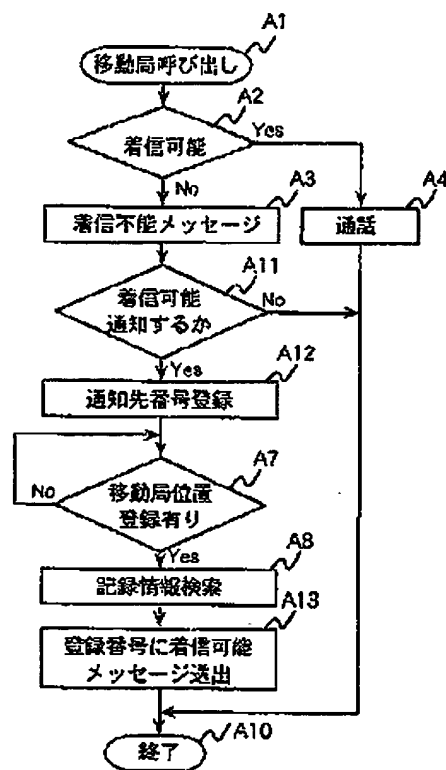 A1
移動局呼び出し
A2
着信可能
Yes
No
A3
着信不能メッセージ
A4
通話
A11
着信可能
通知するか
No
Yes
A12
通知先番号登録
A7
移動局位置
登録有り
No
Yes
A8
記録情報検索
A13
登録番号に着信可能
メッセージ送出
A10
終了